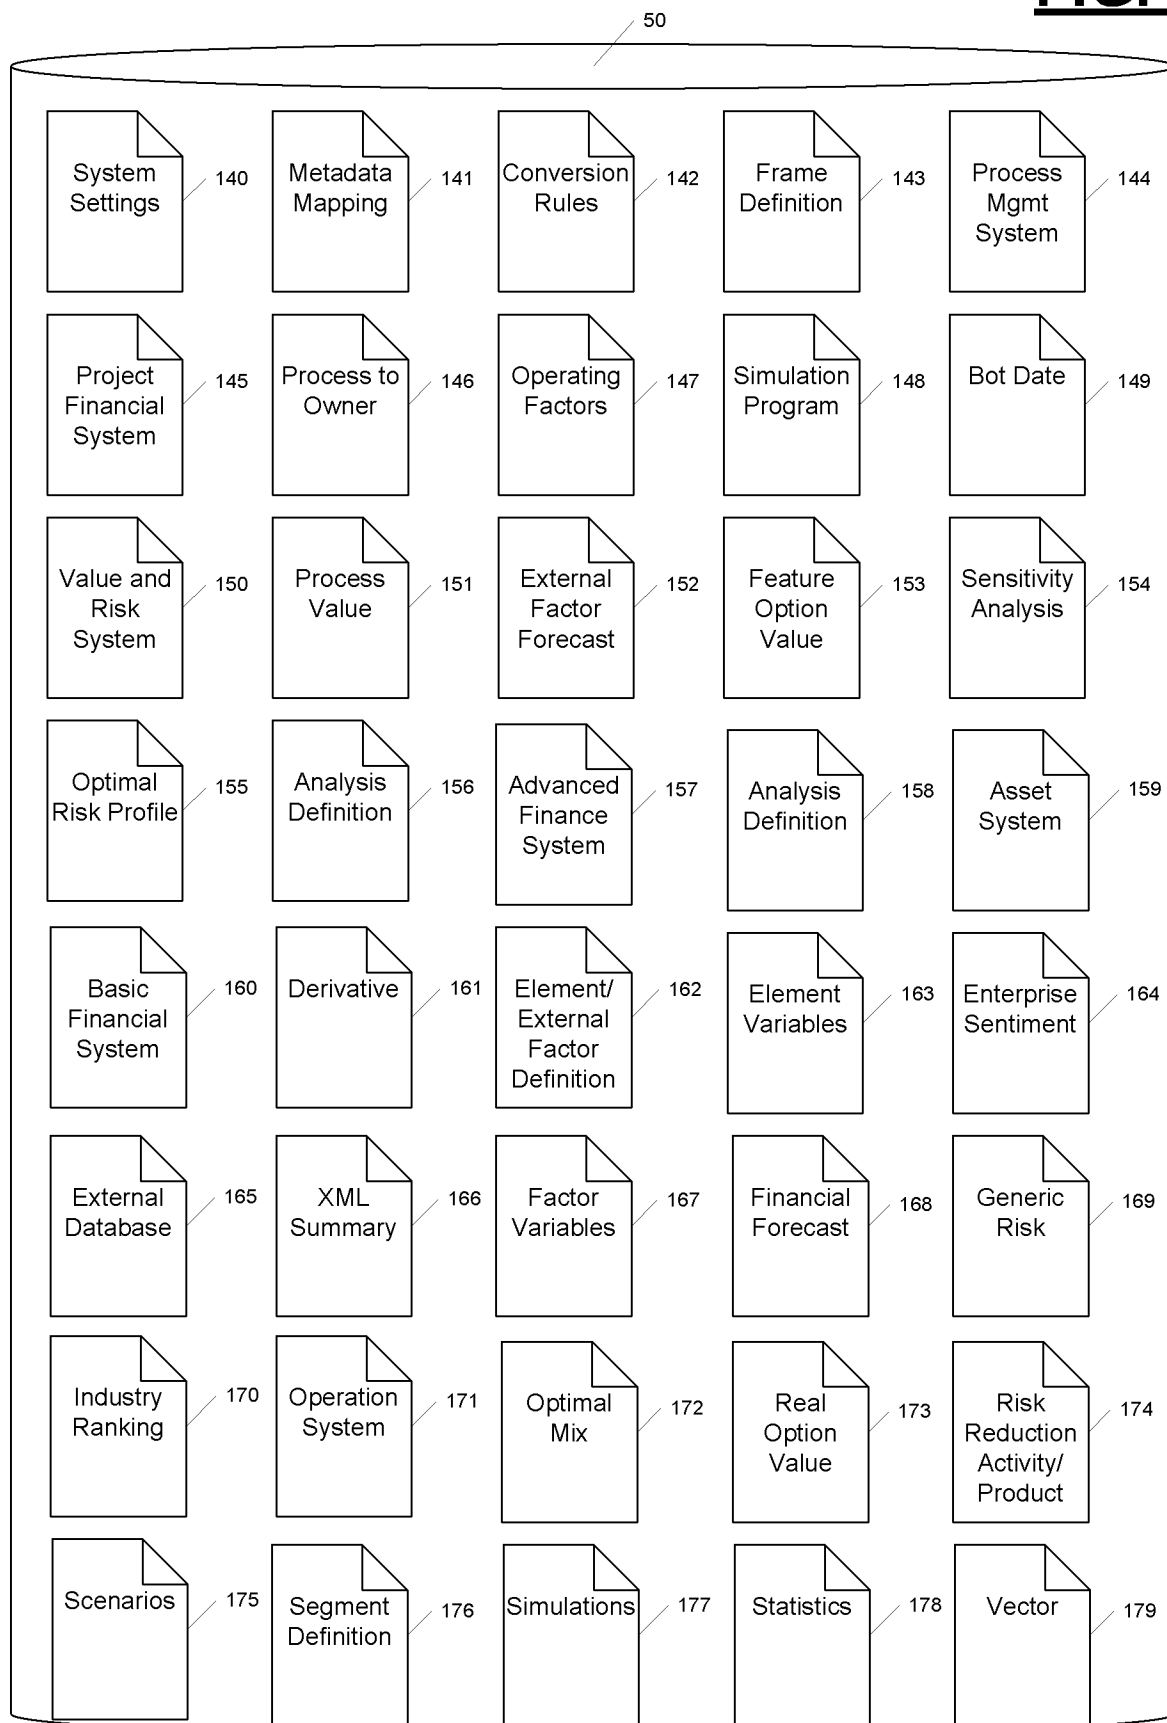 50
System
Settings
140
Metadata
Mapping
141
Conversion
Rules
142
Frame
Definition
143
Process
Mgmt
System
144
Project
Financial
System
145
Process to
Owner
146
Operating
Factors
147
Simulation
Program
148
Bot Date
149
Value and
Risk
System
150
Process
Value
151
External
Factor
Forecast
152
Feature
Option
Value
153
Sensitivity
Analysis
154
Optimal
Risk Profile
155
Analysis
Definition
156
Advanced
Finance
System
157
Analysis
Definition
158
Asset
System
159
Basic
Financial
System
160
Derivative
161
Element/
External
Factor
Definition
162
Element
Variables
163
Enterprise
Sentiment
164
External
Database
165
XML
Summary
166
Factor
Variables
167
Financial
Forecast
168
Generic
Risk
169
Industry
Ranking
170
Operation
System
171
Optimal
Mix
172
Real
Option
Value
173
Risk
Reduction
Activity/
Product
174
Scenarios
175
Segment
Definition
176
Simulations
177
Statistics
178
Vector
179